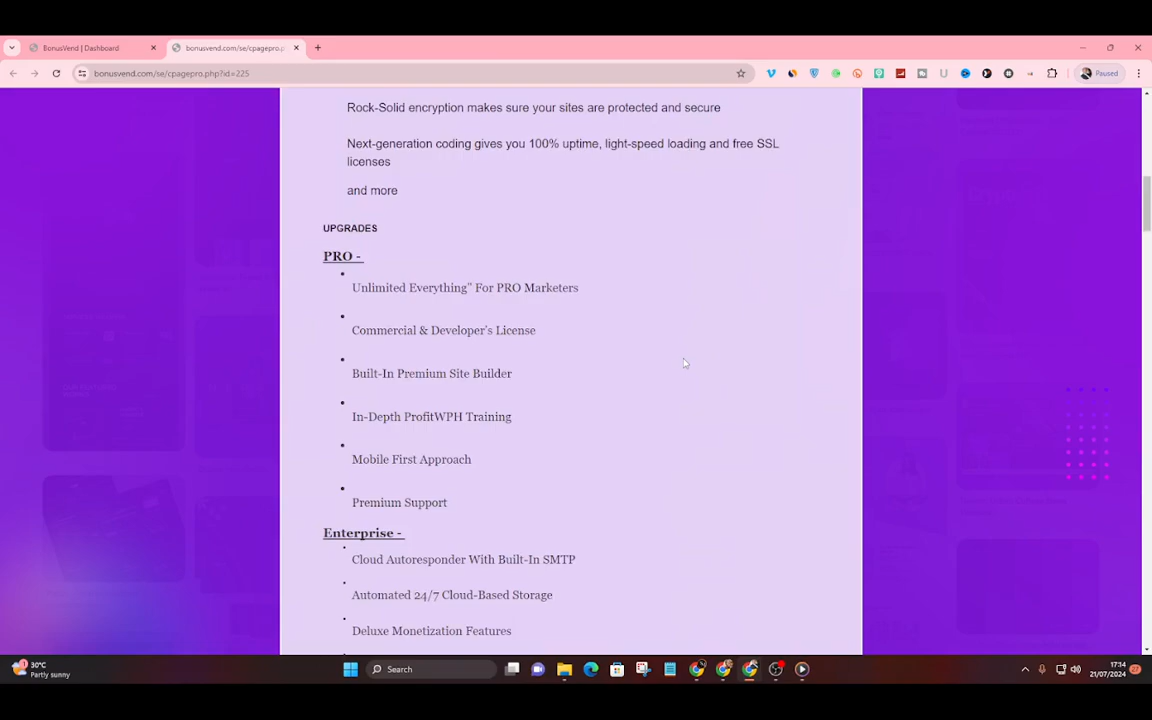 BonusVend | Dashboard
bonusvend.com/se/cpagepro.p
bonusvend.com/se/cpagepro.php?id=225
Paused
Rock-Solid encryption makes sure your sites are protected and secure
Next-generation coding gives you 100% uptime, light-speed loading and free SSL
licenses
and more
UPGRADES
PRO -
Unlimited Everything" For PRO Marketers
Commercial & Developer's License
Built-In Premium Site Builder
In-Depth ProfitWPH Training
Mobile First Approach
Premium Support
Enterprise -
Cloud Autoresponder With Built-In SMTP
Automated 24/7 Cloud-Based Storage
Deluxe Monetization Features
30°C
Partly sunny
Search
17:34
21/07/2024